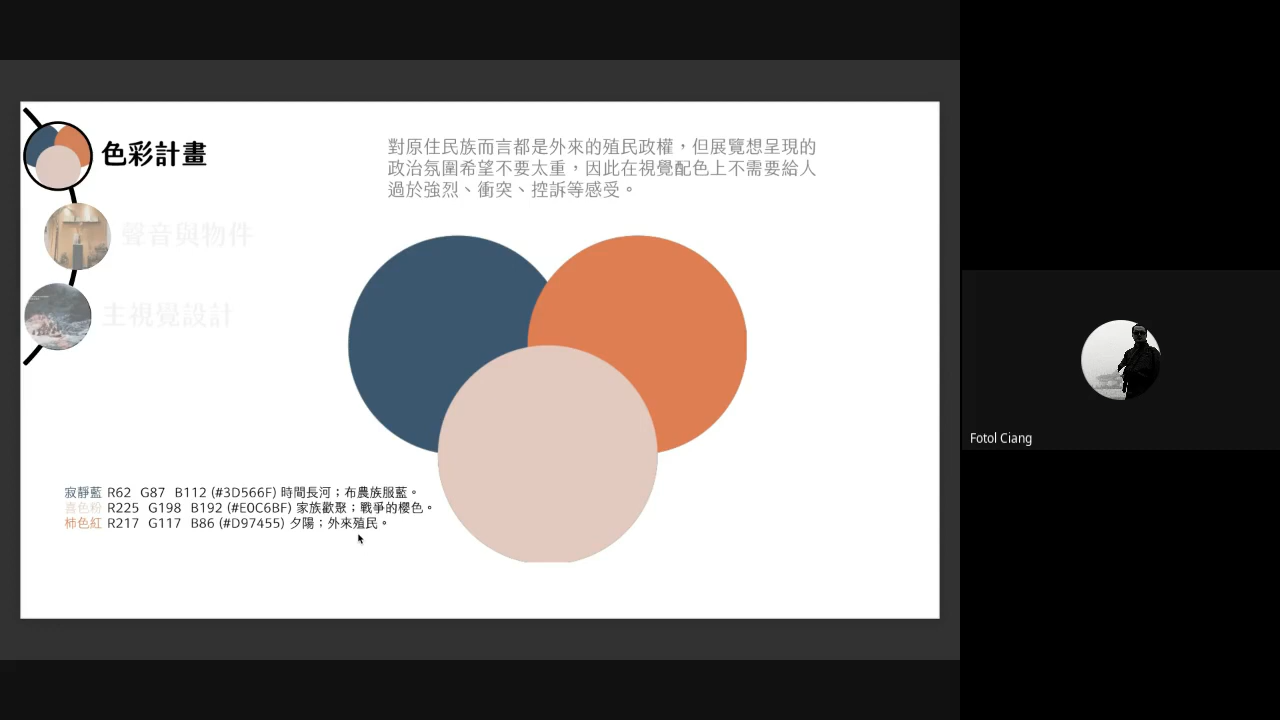 色彩計畫
聲音與物件
主視覺設計
對原住民族而言都是外來的殖民政權，但展覽想呈現的
政治氛圍希望不要太重，因此在視覺配色上不需要給人
過於強烈、衝突、控訴等感受。
寂靜藍 R62 G87 B112 (#3D566F) 時間長河；布農族服藍。
喜色粉 R225 G198 B192 (#E0C6BF) 家族歡聚；戰爭的櫻色。
柿色紅 R217 G117 B86 (#D97455) 夕陽；外來殖民。
Fotol Ciang